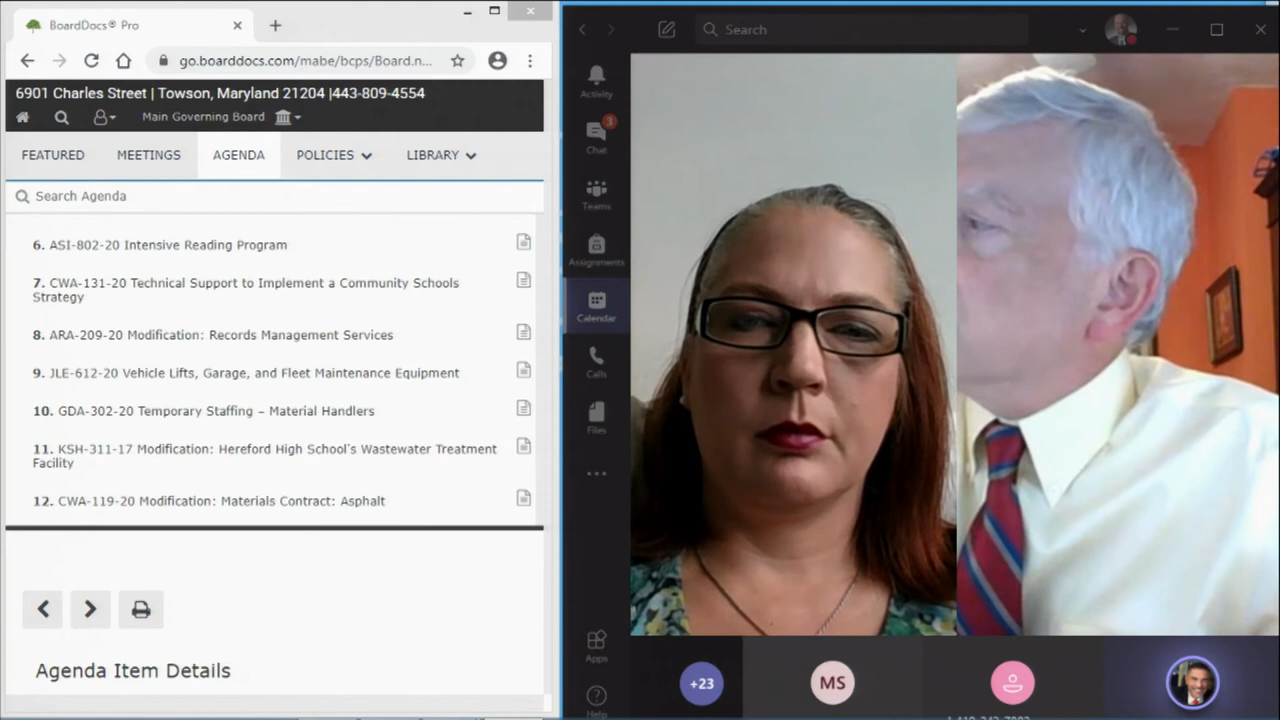 BoardDocs® Pro
go.boarddocs.com/mabe/bcps/Board.n...
6901 Charles Street | Towson, Maryland 21204 |443-809-4554
Main Governing Board
FEATURED
MEETINGS
AGENDA
POLICIES
LIBRARY
Search Agenda
6. ASI-802-20 Intensive Reading Program
7. CWA-131-20 Technical Support to Implement a Community Schools
Strategy
8. ARA-209-20 Modification: Records Management Services
9. JLE-612-20 Vehicle Lifts, Garage, and Fleet Maintenance Equipment
10. GDA-302-20 Temporary Staffing – Material Handlers
11. KSH-311-17 Modification: Hereford High School's Wastewater Treatment
Facility
12. CWA-119-20 Modification: Materials Contract: Asphalt
Agenda Item Details
Search
Activity
3
Chat
Teams
Assignments
Calendar
Calls
Files
Apps
Help
+23
MS